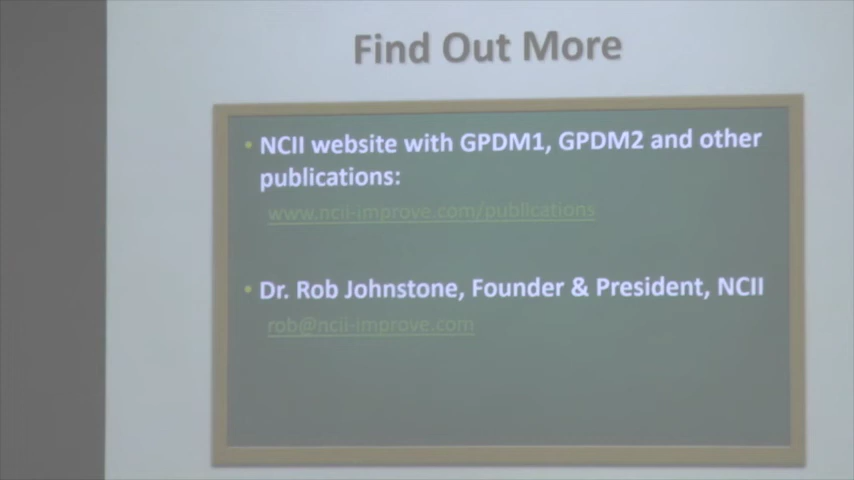 Find Out More
• NCII website with GPDM1, GPDM2 and other
publications:
www.ncii-improve.com/publications
• Dr. Rob Johnstone, Founder & President, NCII
rob@ncii-improve.com